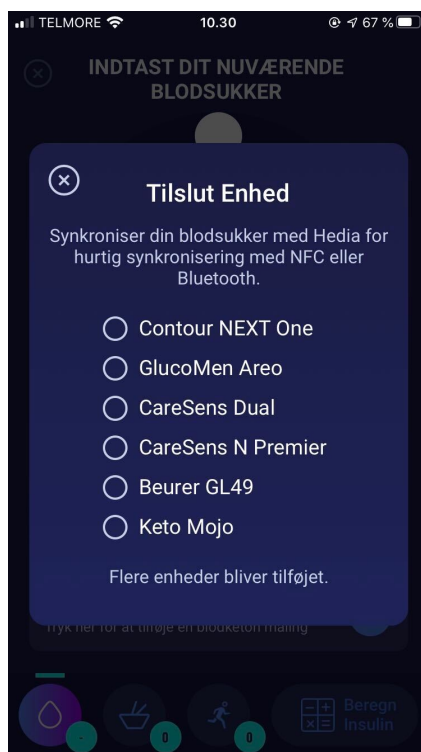 TELMORE 10.30 67 %
INDTAST DIT NUVÆRENDE
BLODSUKKER
Tilslut Enhed
Synkroniser din blodsukker med Hedia for
hurtig synkronisering med NFC eller
Bluetooth.
Contour NEXT One
GlucoMen Areo
CareSens Dual
CareSens N Premier
Beurer GL49
Keto Mojo
Flere enheder bliver tilføjet.
Tryk her for at tilføje en blodketon måling
- 0 0
Beregn
Insulin